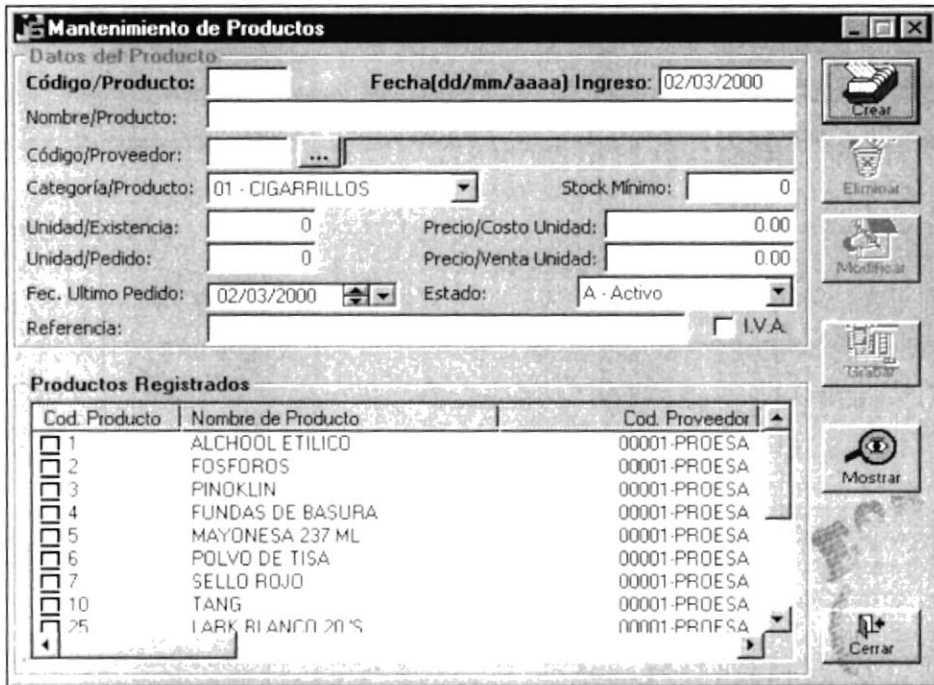 Mantenimiento de Productos
Datos del Producto
Código/Producto: Fecha(dd/mm/aaaa) Ingreso: 02/03/2000
Crear
Nombre/Producto:
Código/Proveedor: ...
Eliminar
Categoría/Producto: 01 - CIGARRILLOS Stock Mínimo: 0
Unidad/Existencia: 0 Precio/Costo Unidad: 0.00
Modificar
Unidad/Pedido: 0 Precio/Venta Unidad: 0.00
Fec. Ultimo Pedido: 02/03/2000 Estado: A - Activo
Referencia: I.V.A.
Grabar
Productos Registrados
Cod. Producto Nombre de Producto Cod. Proveedor
1 ALCHOOL ETILICO 00001-PROESA
2 FOSFOROS 00001-PROESA
3 PINOKLIN 00001-PROESA
Mostrar
4 FUNDAS DE BASURA 00001-PROESA
5 MAYONESA 237 ML 00001-PROESA
6 POLVO DE TISA 00001-PROESA
7 SELLO ROJO 00001-PROESA
10 TANG 00001-PROESA
25 LARK BLANCO 20'S 00001-PROESA
Cerrar